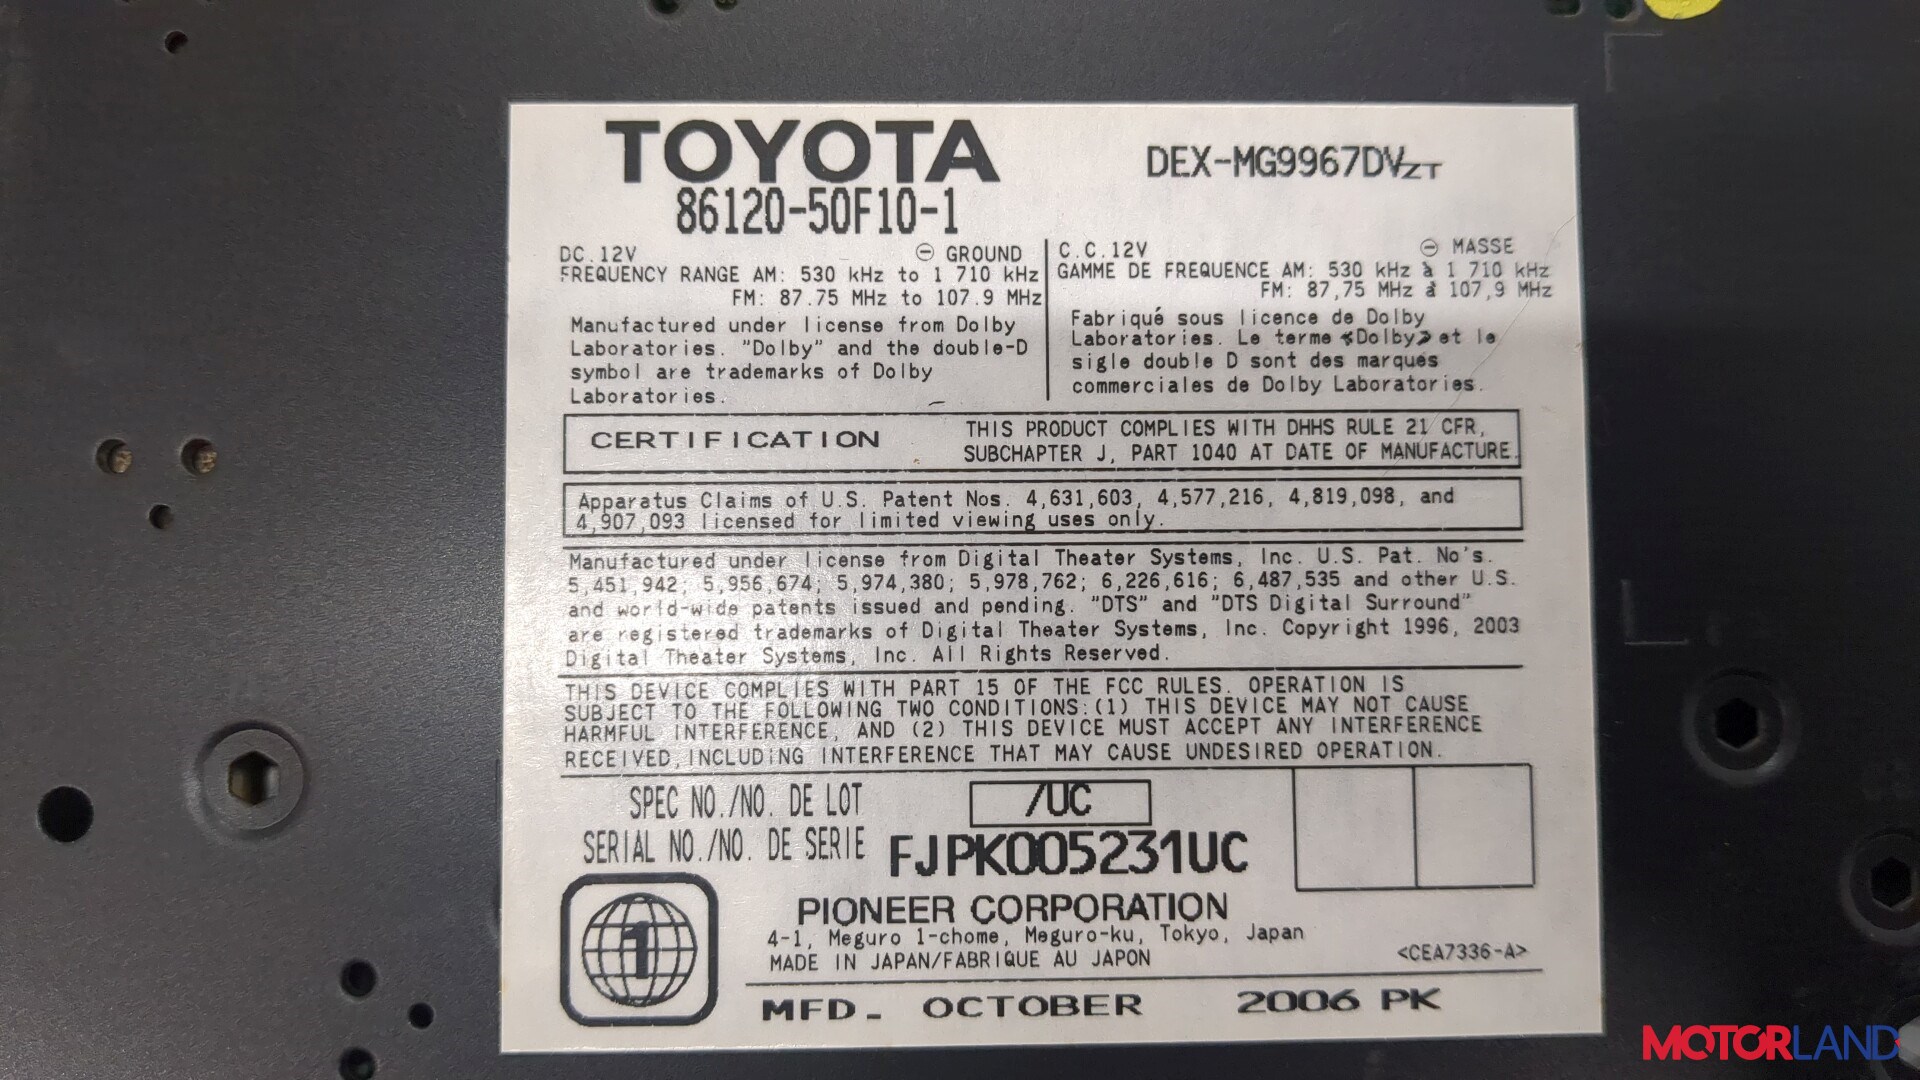 TOYOTA
DEX-MG9967DVZT
86120-50F10-1
DC.12V ⊖ GROUND
FREQUENCY RANGE AM: 530 kHz to 1 710 kHz
FM: 87.75 MHz to 107.9 MHz
Manufactured under license from Dolby
Laboratories. "Dolby" and the double-D
symbol are trademarks of Dolby
Laboratories.
C.C.12V ⊖ MASSE
GAMME DE FREQUENCE AM: 530 kHz à 1 710 kHz
FM: 87,75 MHz à 107,9 MHz
Fabriqué sous licence de Dolby
Laboratories. Le terme «Dolby» et le
sigle double D sont des marques
commerciales de Dolby Laboratories.
CERTIFICATION
THIS PRODUCT COMPLIES WITH DHHS RULE 21 CFR,
SUBCHAPTER J, PART 1040 AT DATE OF MANUFACTURE.
Apparatus Claims of U.S. Patent Nos. 4,631,603, 4,577,216, 4,819,098, and
4,907,093 licensed for limited viewing uses only.
Manufactured under license from Digital Theater Systems, Inc. U.S. Pat. No's.
5,451,942; 5,956,674; 5,974,380; 5,978,762; 6,226,616; 6,487,535 and other U.S.
and world-wide patents issued and pending. "DTS" and "DTS Digital Surround"
are registered trademarks of Digital Theater Systems, Inc. Copyright 1996, 2003
Digital Theater Systems, Inc. All Rights Reserved.
THIS DEVICE COMPLIES WITH PART 15 OF THE FCC RULES. OPERATION IS
SUBJECT TO THE FOLLOWING TWO CONDITIONS:(1) THIS DEVICE MAY NOT CAUSE
HARMFUL INTERFERENCE, AND (2) THIS DEVICE MUST ACCEPT ANY INTERFERENCE
RECEIVED,INCLUDING INTERFERENCE THAT MAY CAUSE UNDESIRED OPERATION.
SPEC NO./NO. DE LOT /UC
SERIAL NO./NO. DE SERIE FJPK005231UC
1
PIONEER CORPORATION
4-1, Meguro 1-chome, Meguro-ku, Tokyo, Japan
MADE IN JAPAN/FABRIQUE AU JAPON
<CEA7336-A>
MFD- OCTOBER 2006 PK
MOTORLAND